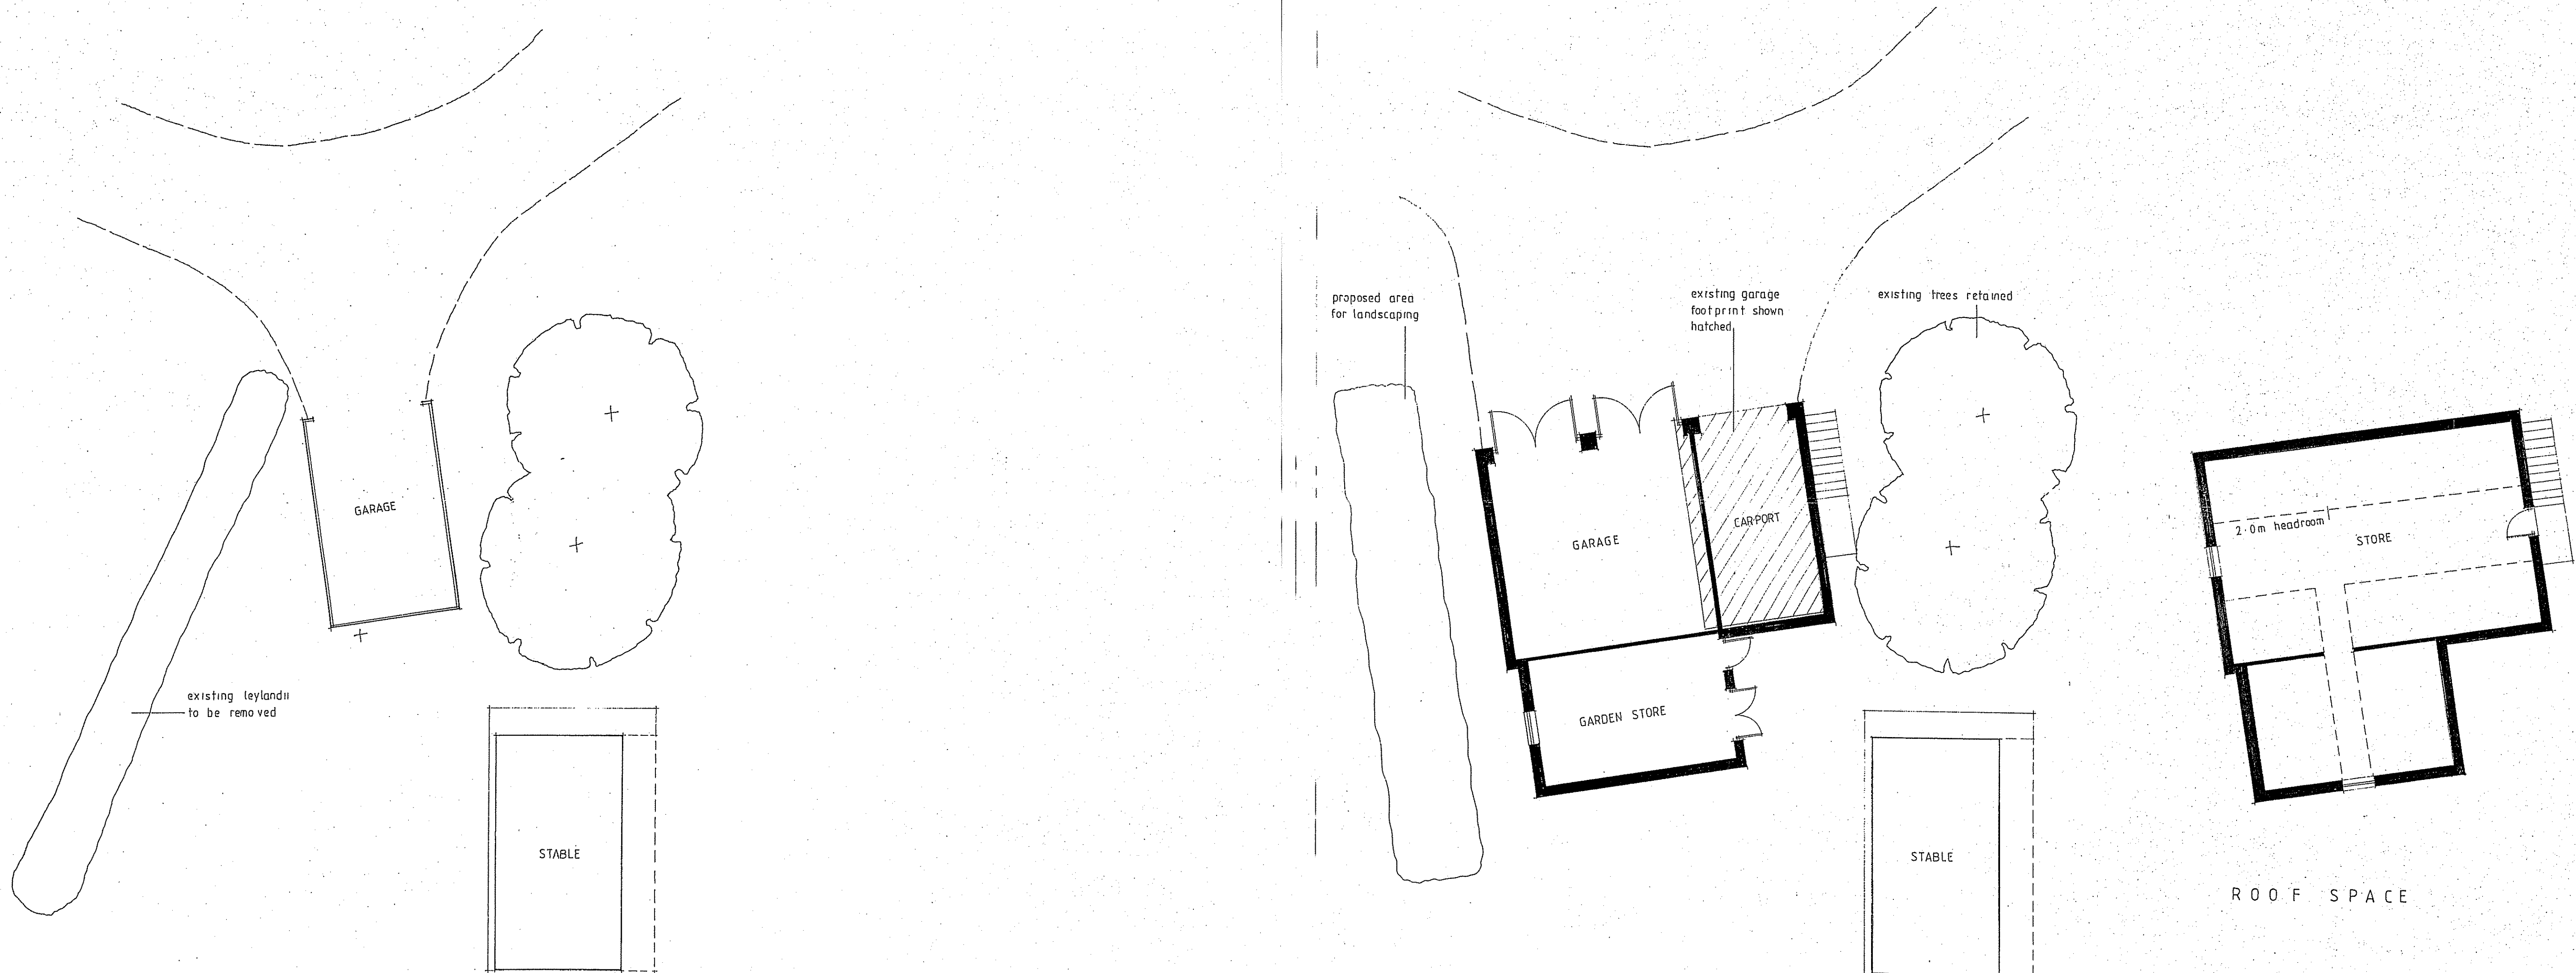 GARAGE
existing leylandii
to be removed
STABLE
proposed area
for landscaping
existing garage
footprint shown
hatched
existing trees retained
GARAGE
CARPORT
GARDEN STORE
STABLE
2·0m headroom
STORE
ROOF SPACE